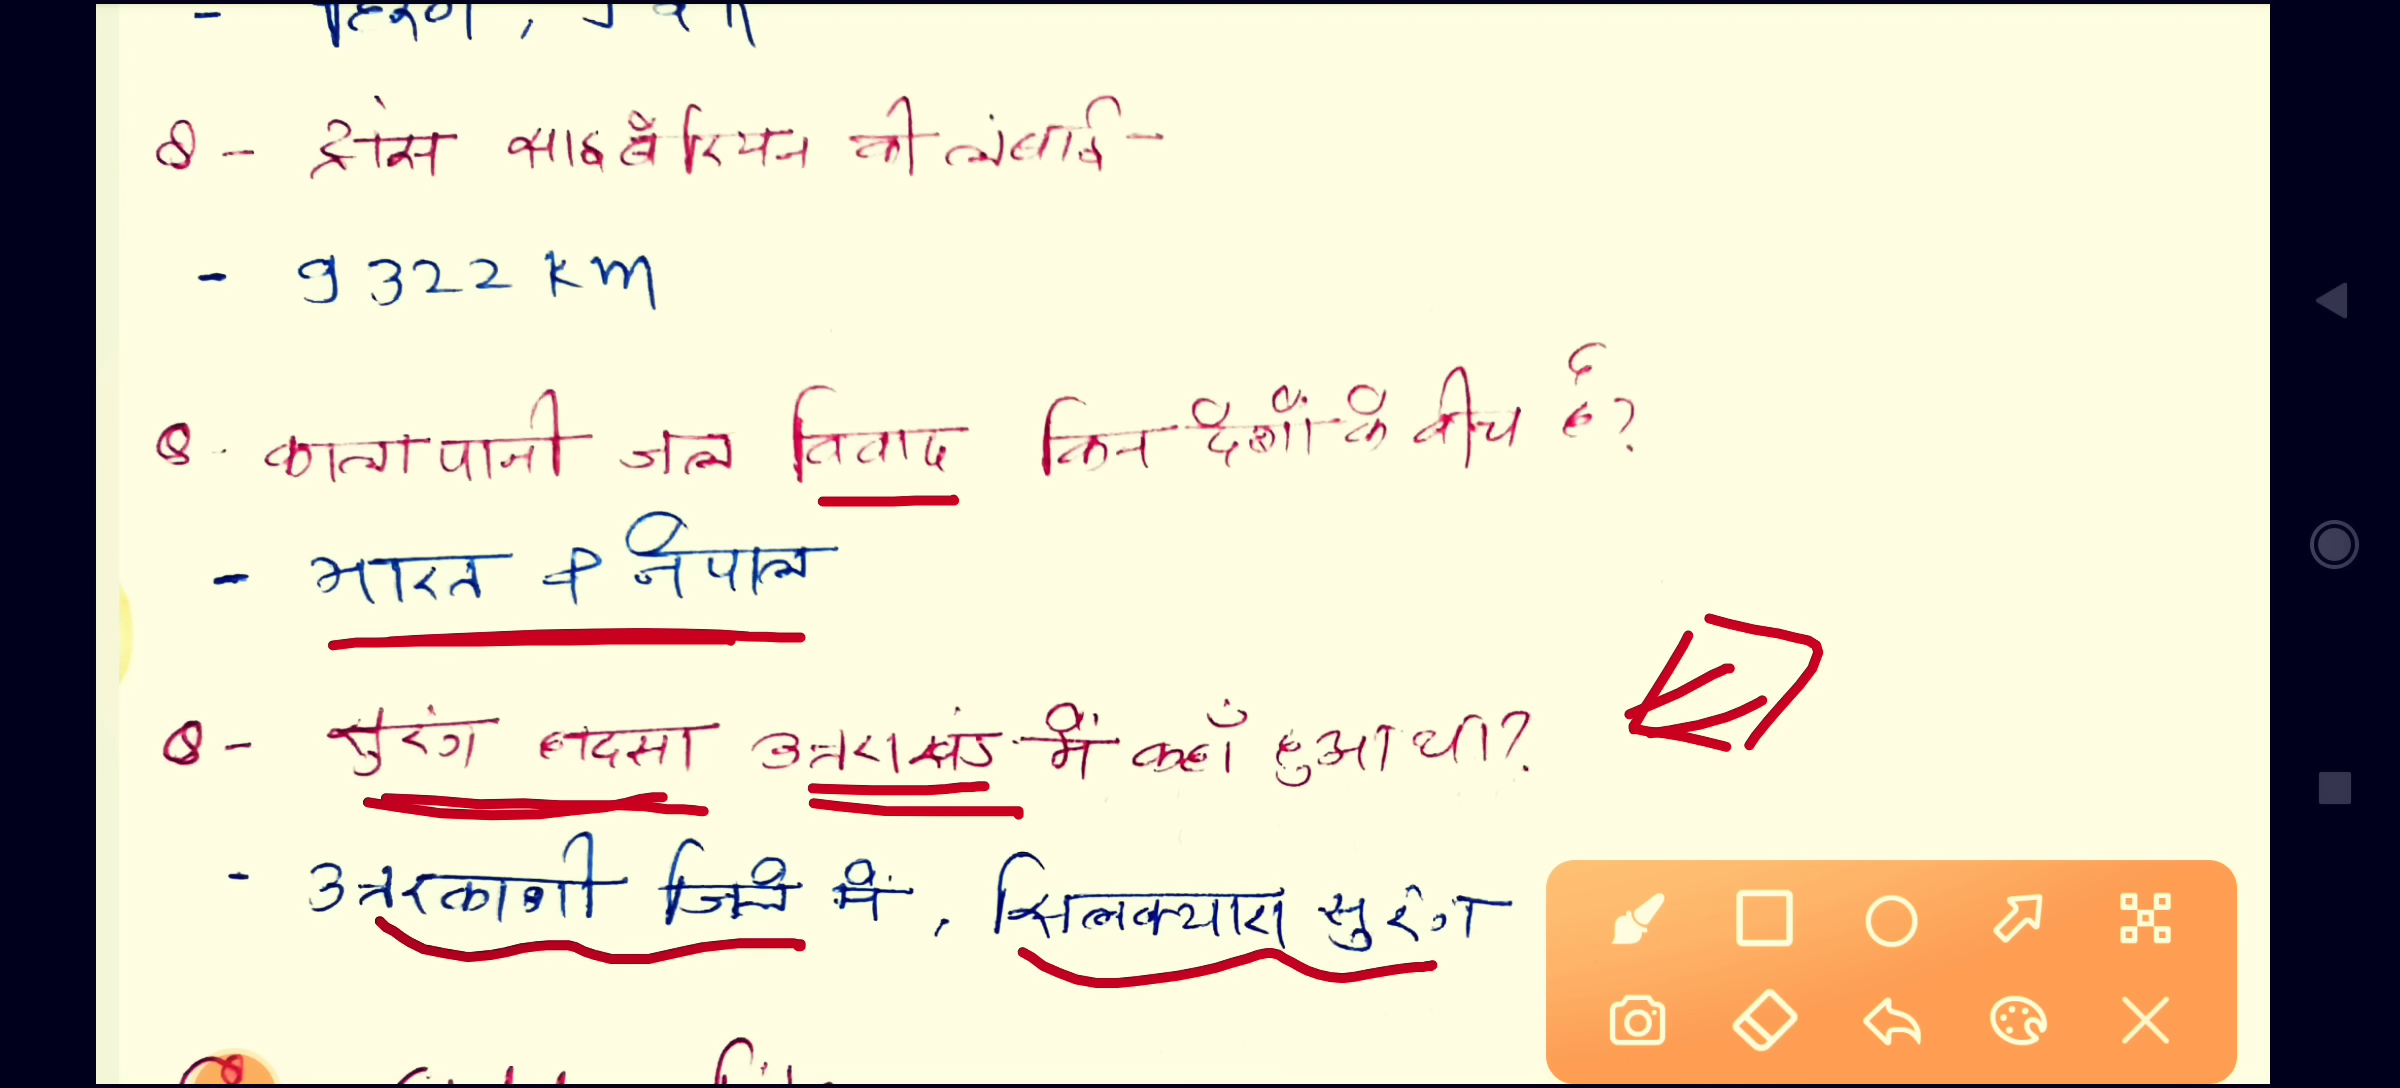 Q - ट्रांस साइबेरियन की लंबाई -
- 9322 km
Q. काला पानी जल विवाद किन देशों के बीच है?
- भारत व नेपाल
Q - सुरंग हादसा उत्तराखंड में कहाँ हुआ था?
- उत्तरकाशी जिले में, सिलक्यारा सुरंग